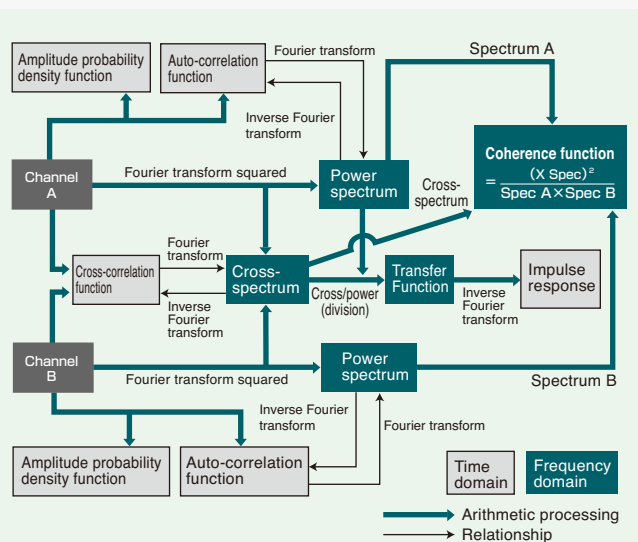 Amplitude probability
density function
Auto-correlation
function
Fourier transform
Spectrum A
Inverse Fourier
transform
Channel
A
Fourier transform squared
Power
spectrum
Cross-
spectrum
Coherence function
= (X Spec)²
Spec A×Spec B
Cross-correlation
function
Fourier
transform
Inverse
Fourier
transform
Cross-
spectrum
Cross/power
(division)
Transfer
Function
Inverse
Fourier
transform
Impulse
response
Channel
B
Fourier transform squared
Power
spectrum
Spectrum B
Inverse Fourier
transform
Fourier transform
Amplitude probability
density function
Auto-correlation
function
Time
domain
Frequency
domain
Arithmetic processing
Relationship